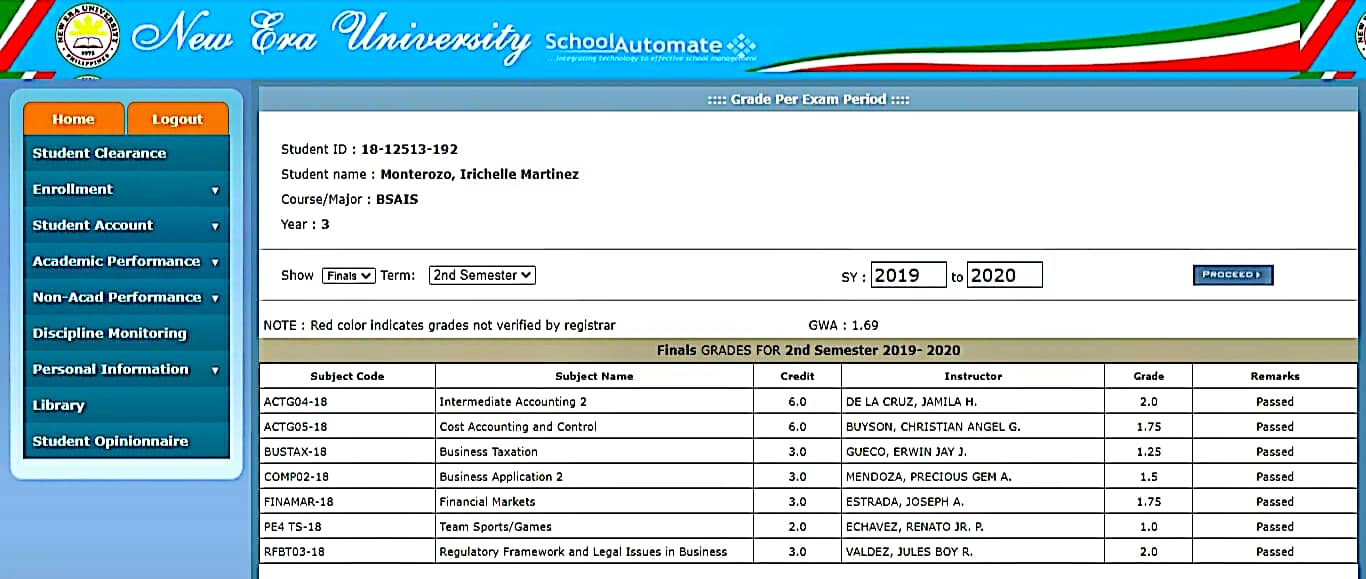 New Era University SchoolAutomate
...integrating technology to effective school management
NEW ERA UNIVERSITY
1975
PHILIPPINES
Home Logout
Student Clearance
Enrollment
Student Account
Academic Performance
Non-Acad Performance
Discipline Monitoring
Personal Information
Library
Student Opinionnaire
:::: Grade Per Exam Period ::::
Student ID : 18-12513-192
Student name : Monterozo, Irichelle Martinez
Course/Major : BSAIS
Year : 3
Show Finals Term: 2nd Semester SY : 2019 to 2020 PROCEED
NOTE : Red color indicates grades not verified by registrar GWA : 1.69
Finals GRADES FOR 2nd Semester 2019- 2020
Subject Code Subject Name Credit Instructor Grade Remarks
ACTG04-18 Intermediate Accounting 2 6.0 DE LA CRUZ, JAMILA H. 2.0 Passed
ACTG05-18 Cost Accounting and Control 6.0 BUYSON, CHRISTIAN ANGEL G. 1.75 Passed
BUSTAX-18 Business Taxation 3.0 GUECO, ERWIN JAY J. 1.25 Passed
COMP02-18 Business Application 2 3.0 MENDOZA, PRECIOUS GEM A. 1.5 Passed
FINAMAR-18 Financial Markets 3.0 ESTRADA, JOSEPH A. 1.75 Passed
PE4 TS-18 Team Sports/Games 2.0 ECHAVEZ, RENATO JR. P. 1.0 Passed
RFBT03-18 Regulatory Framework and Legal Issues in Business 3.0 VALDEZ, JULES BOY R. 2.0 Passed